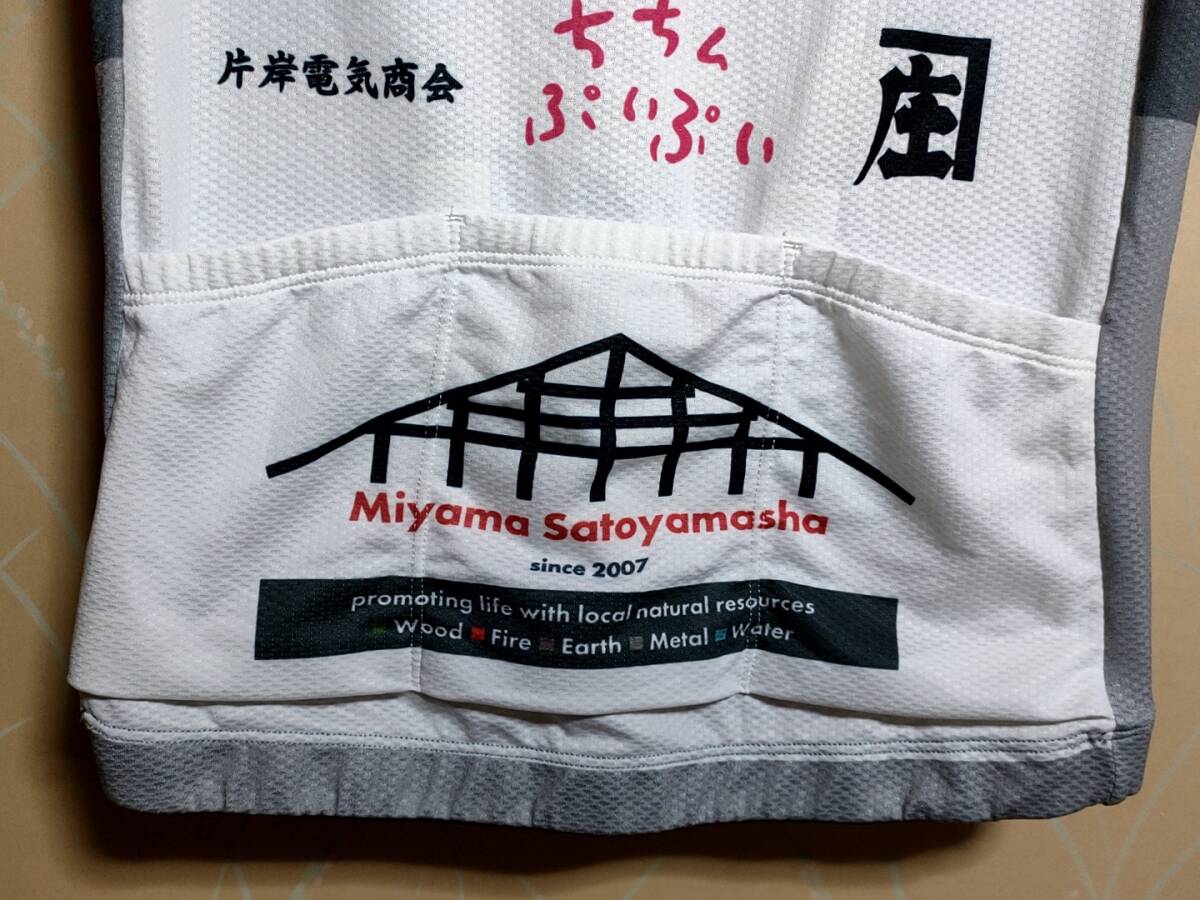 ちちん
ぷいぷい
片岸電気商会
庄
Miyama Satoyamasha
since 2007
promoting life with local natural resources
Wood Fire Earth Metal Water